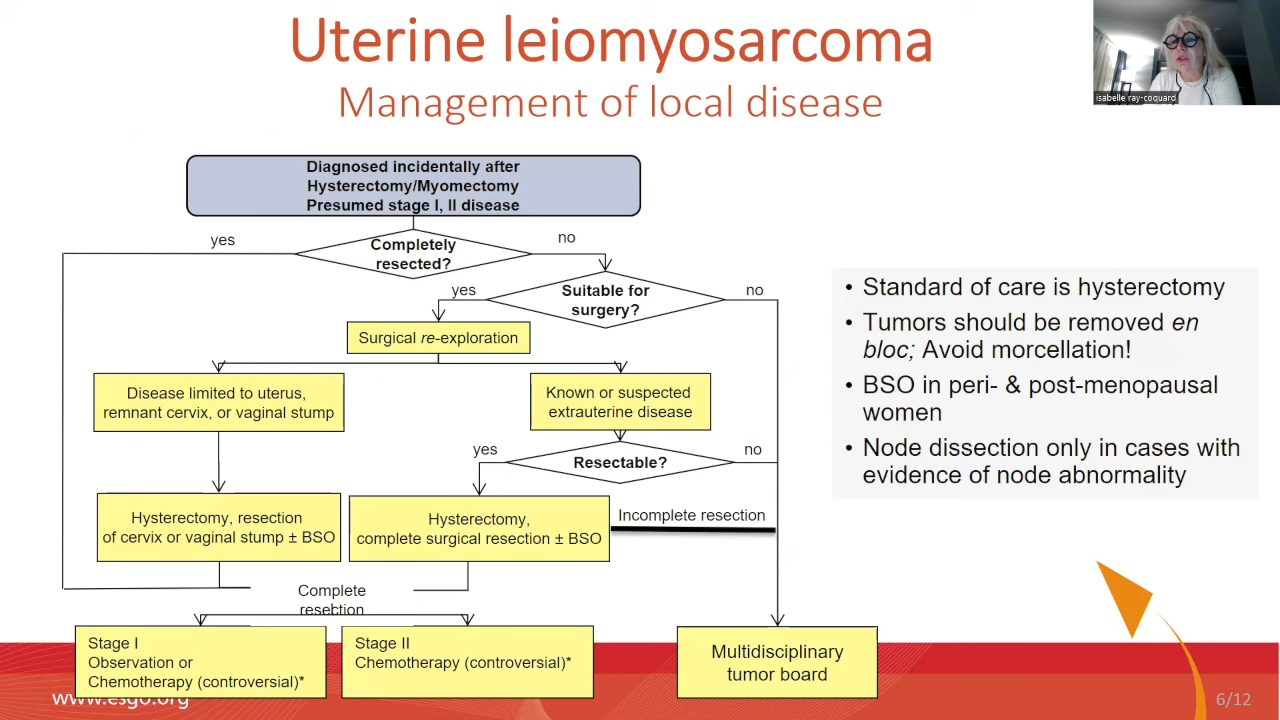 Uterine leiomyosarcoma
Management of local disease
isabelle ray-coquard
Diagnosed incidentally after
Hysterectomy/Myomectomy
Presumed stage I, II disease
yes
Completely
resected?
no
yes
Suitable for
surgery?
no
Surgical re-exploration
Disease limited to uterus,
remnant cervix, or vaginal stump
Known or suspected
extrauterine disease
yes
Resectable?
no
Hysterectomy, resection
of cervix or vaginal stump ± BSO
Hysterectomy,
complete surgical resection ± BSO
Incomplete resection
Complete
resection
Stage I
Observation or
Chemotherapy (controversial)*
Stage II
Chemotherapy (controversial)*
Multidisciplinary
tumor board
• Standard of care is hysterectomy
• Tumors should be removed en
bloc; Avoid morcellation!
• BSO in peri- & post-menopausal
women
• Node dissection only in cases with
evidence of node abnormality
www.esgo.org
6/12